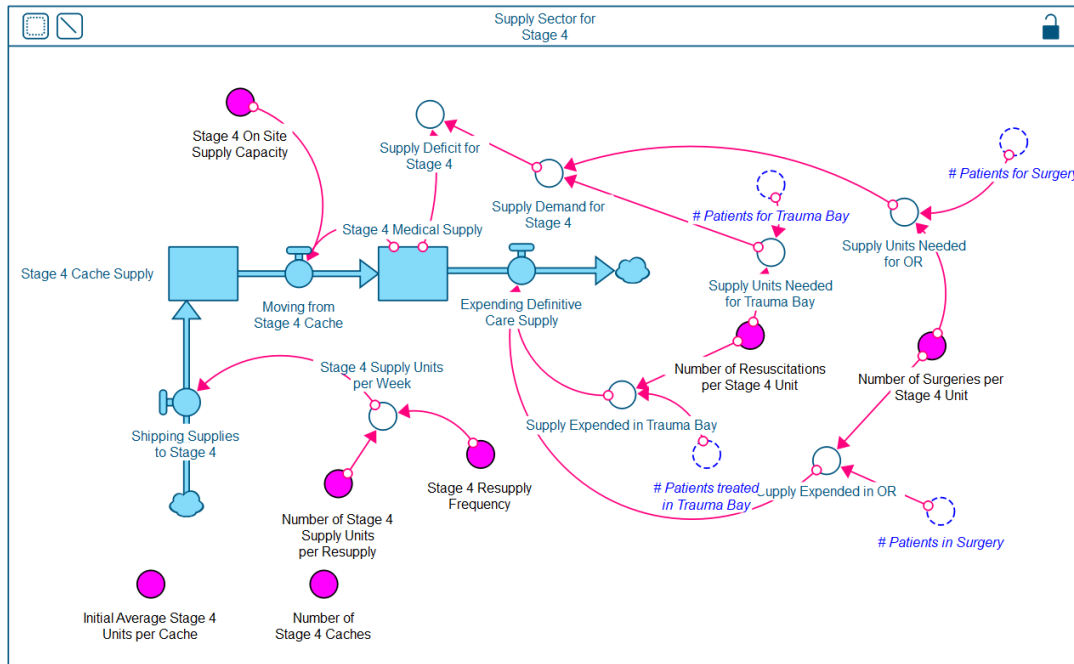 Supply Sector for
Stage 4
Stage 4 On Site
Supply Capacity
Supply Deficit for
Stage 4
# Patients for Surgery
Supply Demand for
Stage 4
# Patients for Trauma Bay
Stage 4 Medical Supply
Supply Units Needed
for OR
Stage 4 Cache Supply
Moving from
Stage 4 Cache
Expending Definitive
Care Supply
Supply Units Needed
for Trauma Bay
Stage 4 Supply Units
per Week
Number of Resuscitations
per Stage 4 Unit
Number of Surgeries per
Stage 4 Unit
Shipping Supplies
to Stage 4
Supply Expended in Trauma Bay
Stage 4 Resupply
Frequency
# Patients treated
in Trauma Bay
upply Expended in OR
Number of Stage 4
Supply Units
per Resupply
# Patients in Surgery
Initial Average Stage 4
Units per Cache
Number of
Stage 4 Caches